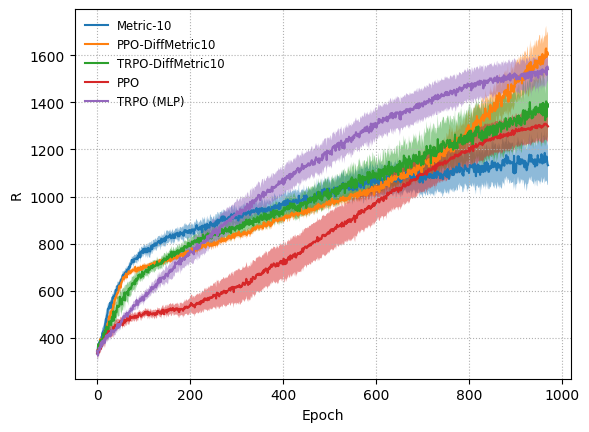 Metric-10
PPO-DiffMetric10
TRPO-DiffMetric10
PPO
TRPO (MLP)
1600
1400
1200
1000
800
600
400
R
0 200 400 600 800 1000
Epoch